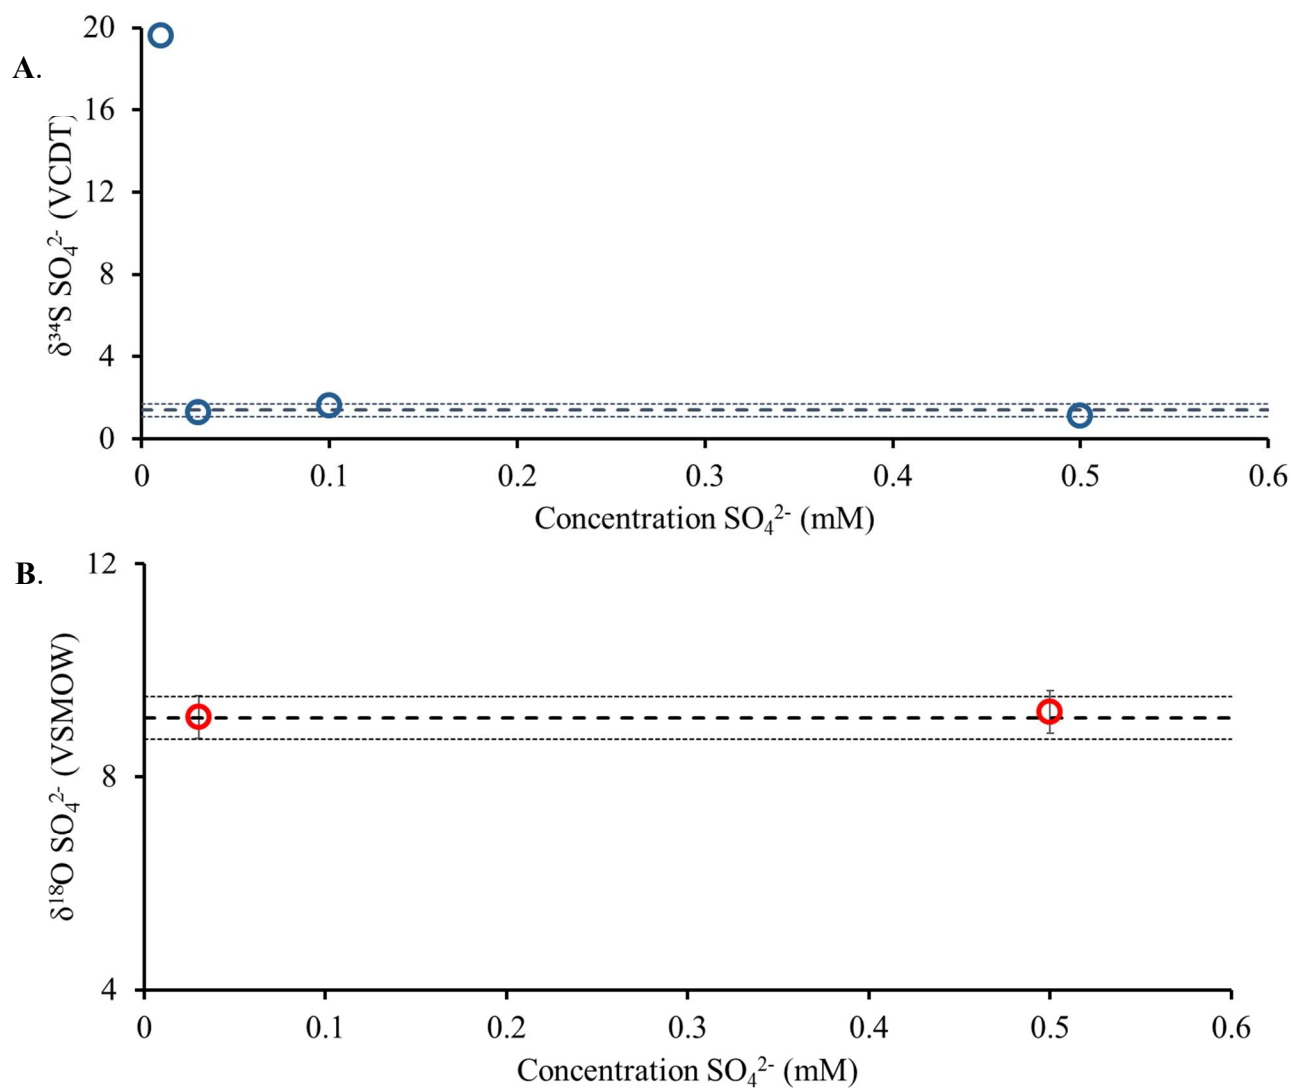 A.
20
16
12
8
4
0
δ³⁴S SO₄²⁻ (VCDT)
0 0.1 0.2 0.3 0.4 0.5 0.6
Concentration SO₄²⁻ (mM)
B.
12
8
4
δ¹⁸O SO₄²⁻ (VSMOW)
0 0.1 0.2 0.3 0.4 0.5 0.6
Concentration SO₄²⁻ (mM)